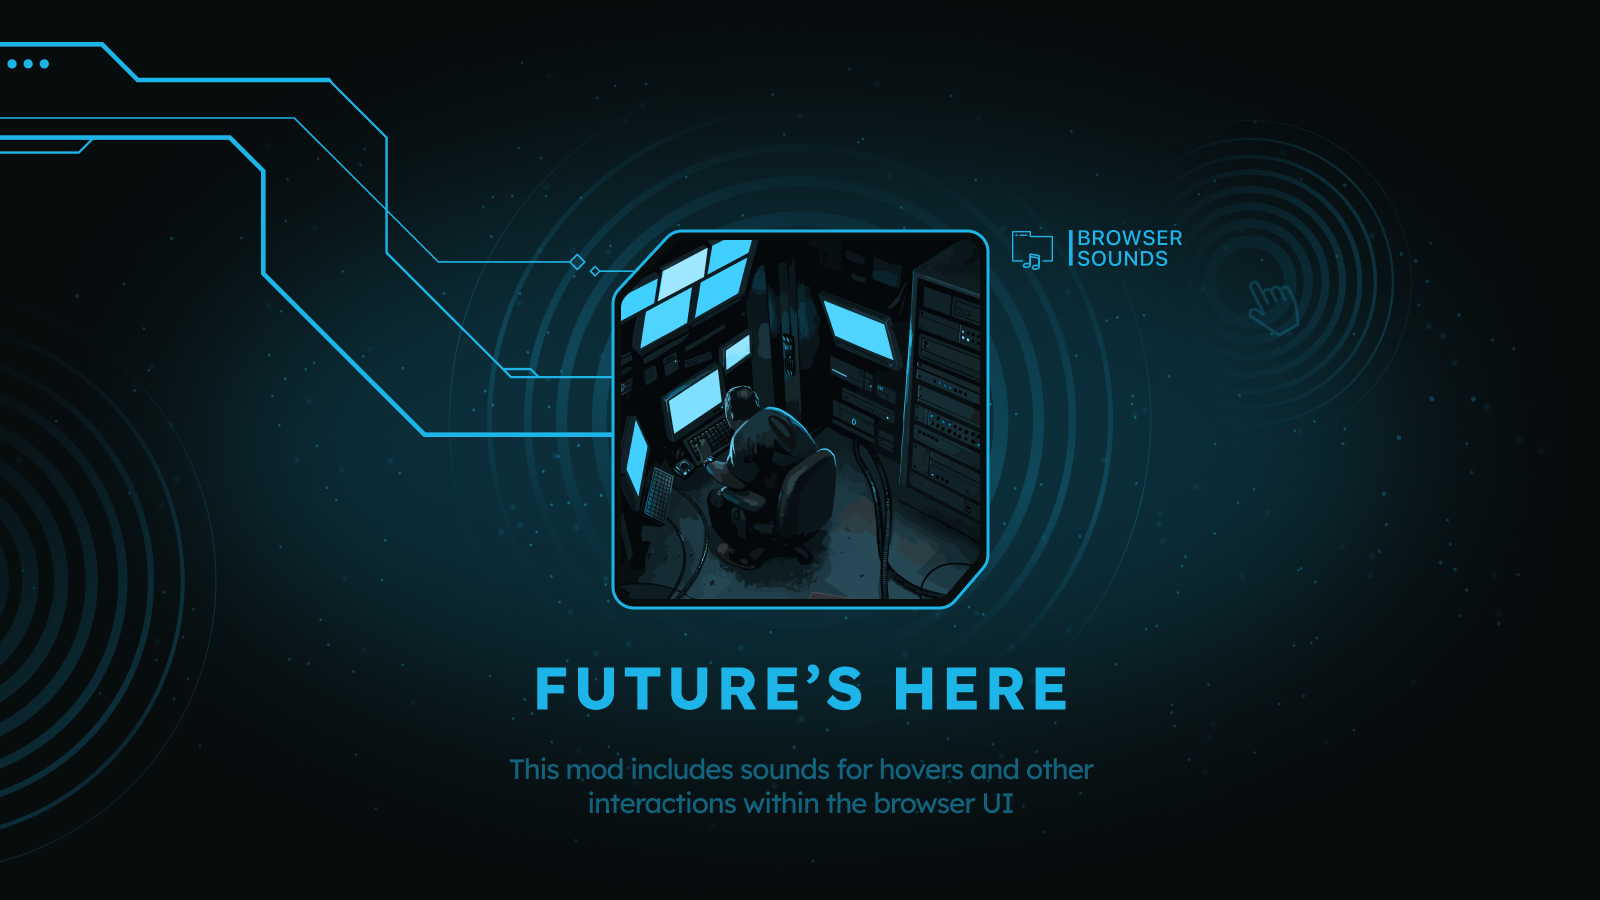 BROWSER
SOUNDS
FUTURE’S HERE
This mod includes sounds for hovers and other
interactions within the browser UI